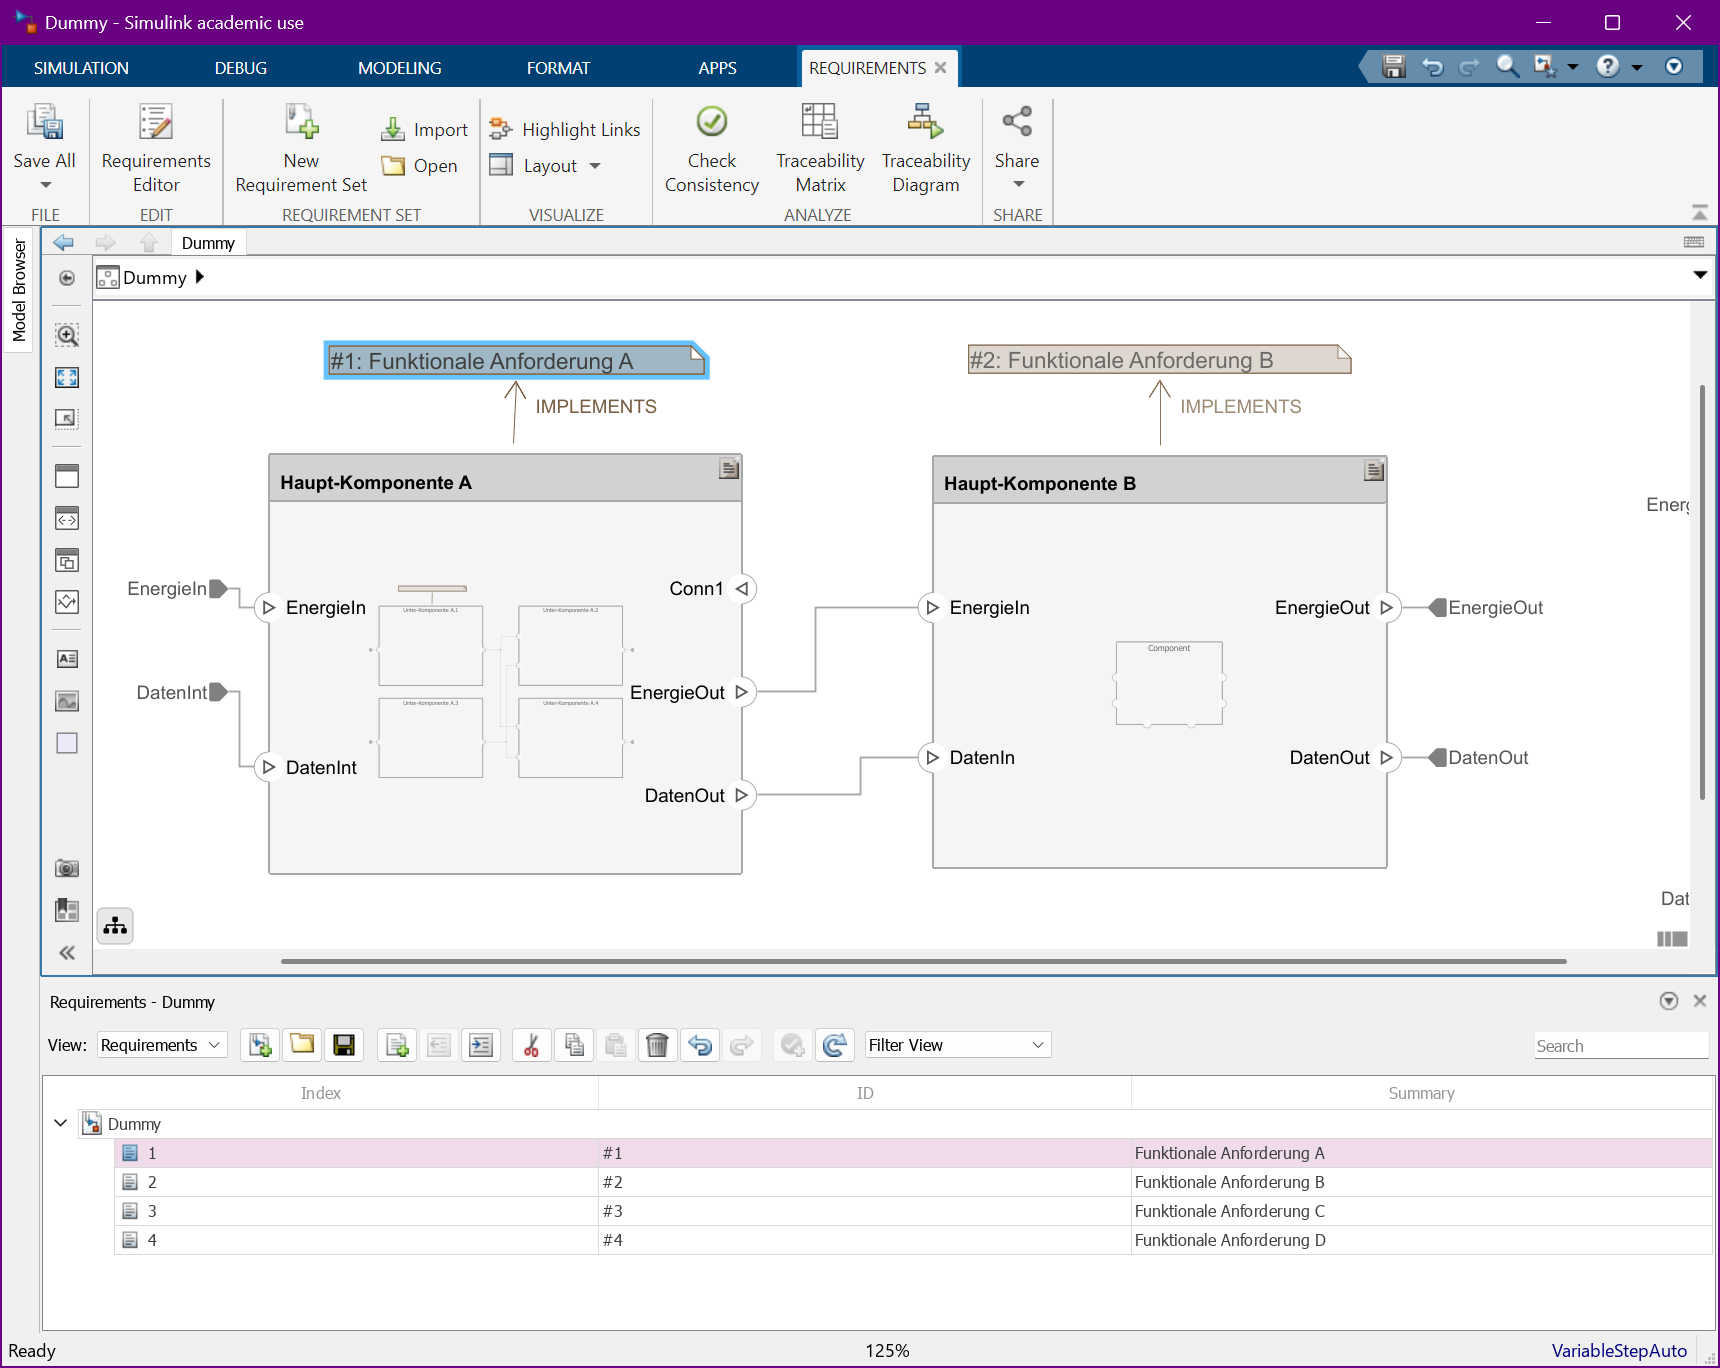 Dummy - Simulink academic use
SIMULATION DEBUG MODELING FORMAT APPS REQUIREMENTS
Save All
Requirements Editor
New Requirement Set
Import
Open
Highlight Links
Layout
Check Consistency
Traceability Matrix
Traceability Diagram
Share
FILE EDIT REQUIREMENT SET VISUALIZE ANALYZE SHARE
Model Browser
Dummy
Dummy
#1: Funktionale Anforderung A
#2: Funktionale Anforderung B
IMPLEMENTS
IMPLEMENTS
Haupt-Komponente A
Haupt-Komponente B
EnergieIn
EnergieIn
DatenInt
DatenInt
Conn1
EnergieOut
DatenOut
Unter-Komponente A.1
Unter-Komponente A.2
Unter-Komponente A.3
Unter-Komponente A.4
EnergieIn
DatenIn
Component
EnergieOut
DatenOut
EnergieOut
DatenOut
Energ
Dat
Requirements - Dummy
View: Requirements
Filter View
Search
Index ID Summary
Dummy
1 #1 Funktionale Anforderung A
2 #2 Funktionale Anforderung B
3 #3 Funktionale Anforderung C
4 #4 Funktionale Anforderung D
Ready 125% VariableStepAuto